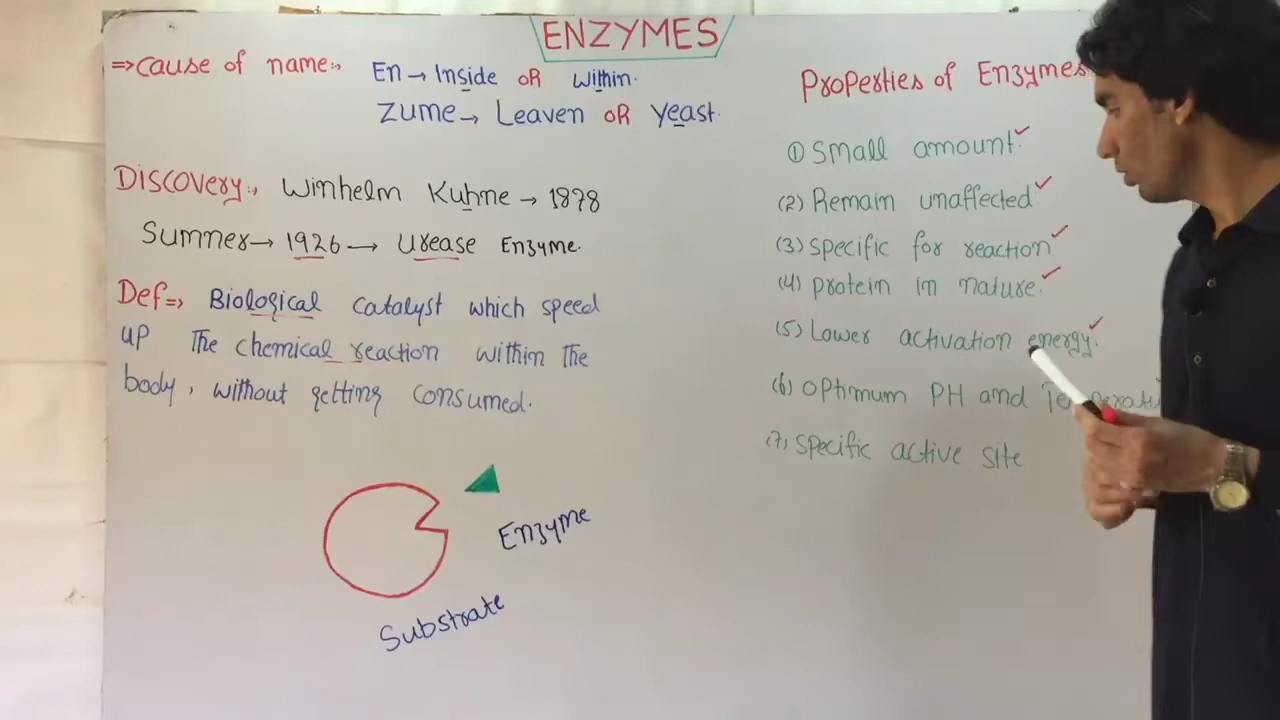 ENZYMES
⇒ Cause of name:-
En → Inside OR within.
Zume → Leaven OR yeast.
Discovery:- Winhelm Kuhne → 1878
Sumner → 1926 → Urease Enzyme.
Def ⇒ Biological catalyst which speed
up The chemical reaction within The
body, without getting consumed.
Enzyme
Substrate
Properties of Enzymes
(1) Small amount ✓
(2) Remain unaffected ✓
(3) Specific for reaction ✓
(4) protein in nature. ✓
(5) Lower activation energy. ✓
(6) Optimum PH and
(7) Specific active site